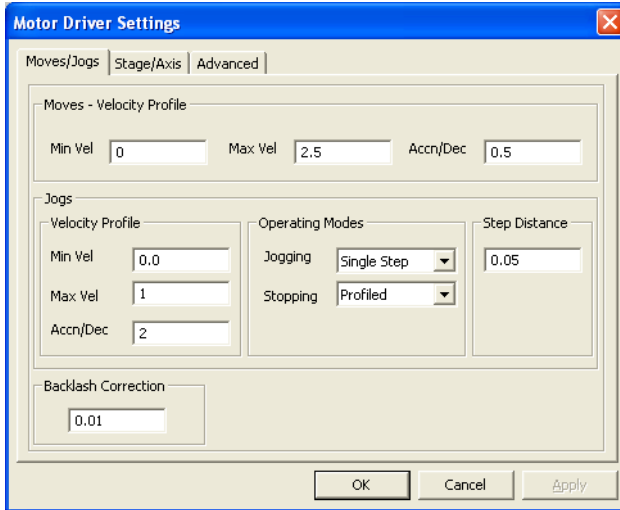 Motor Driver Settings
Moves/Jogs Stage/Axis Advanced
Moves - Velocity Profile
Min Vel 0 Max Vel 2.5 Accn/Dec 0.5
Jogs
Velocity Profile Operating Modes Step Distance
Min Vel 0.0 Jogging Single Step 0.05
Max Vel 1 Stopping Profiled
Accn/Dec 2
Backlash Correction
0.01
OK Cancel Apply